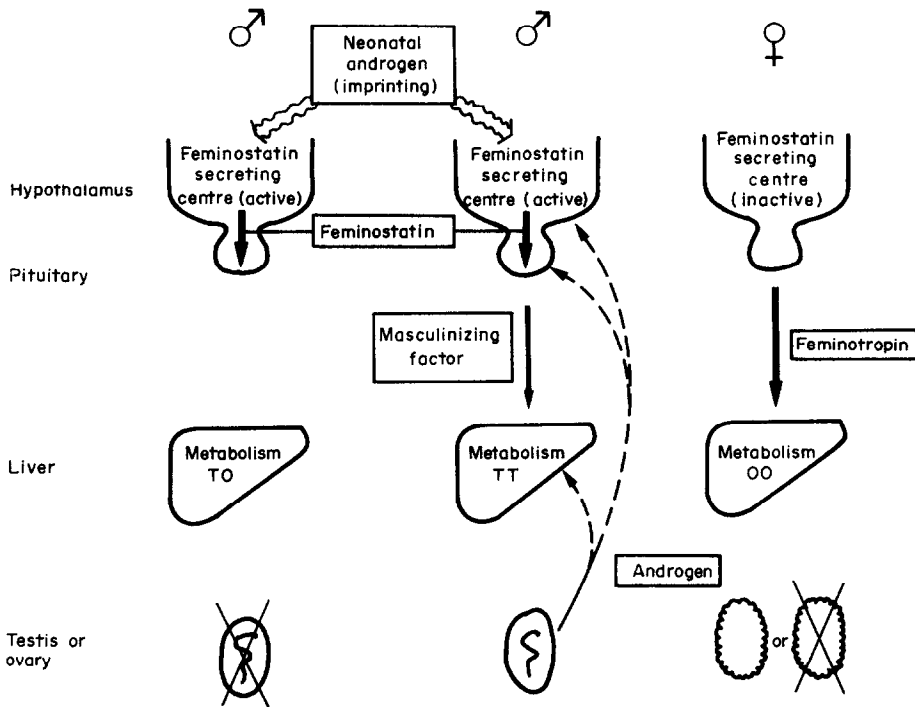 ♂
♂
♀
Neonatal
androgen
(imprinting)
Feminostatin
secreting
centre (active)
Feminostatin
secreting
centre (active)
Feminostatin
secreting
centre
(inactive)
Hypothalamus
Feminostatin
Pituitary
Masculinizing
factor
Feminotropin
Liver
Metabolism
TO
Metabolism
TT
Metabolism
OO
Androgen
Testis or
ovary
or